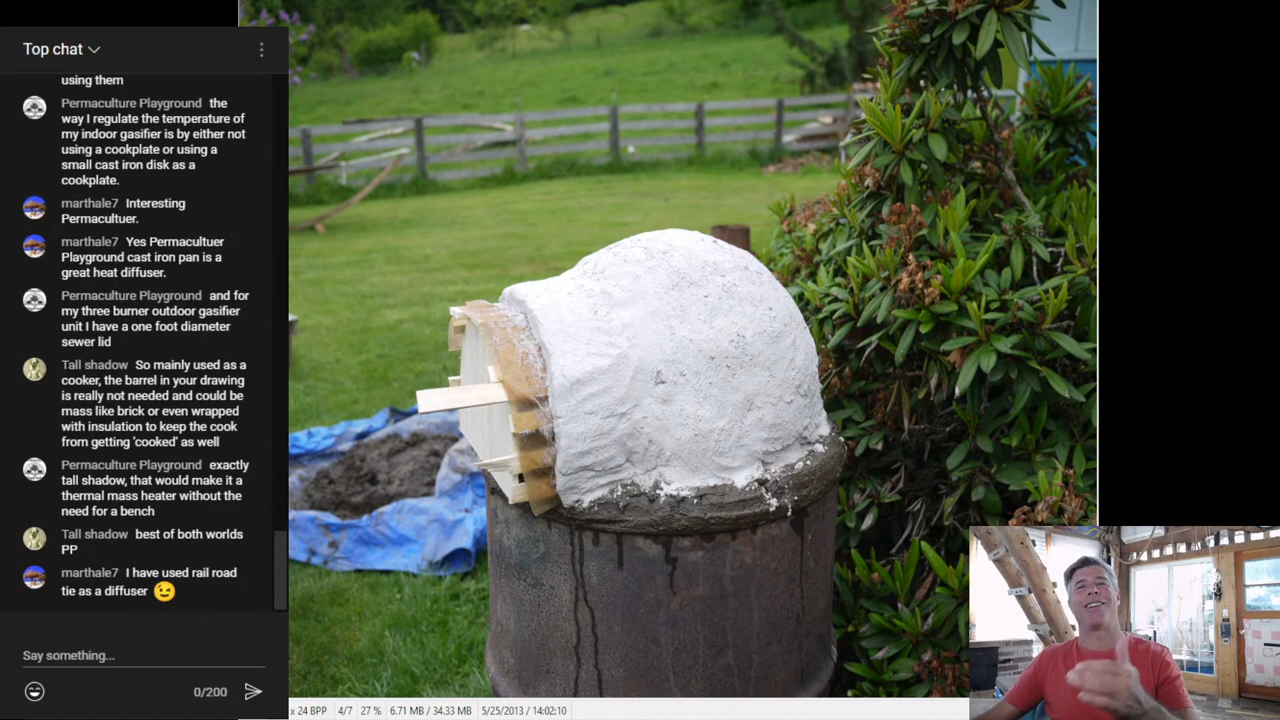 Top chat
using them
Permaculture Playground the
way I regulate the temperature of
my indoor gasifier is by either not
using a cookplate or using a
small cast iron disk as a
cookplate.
marthale7 Interesting
Permacultuer.
marthale7 Yes Permacultuer
Playground cast iron pan is a
great heat diffuser.
Permaculture Playground and for
my three burner outdoor gasifier
unit I have a one foot diameter
sewer lid
Tall shadow So mainly used as a
cooker, the barrel in your drawing
is really not needed and could be
mass like brick or even wrapped
with insulation to keep the cook
from getting 'cooked' as well
Permaculture Playground exactly
tall shadow, that would make it a
thermal mass heater without the
need for a bench
Tall shadow best of both worlds
PP
marthale7 I have used rail road
tie as a diffuser 😉
Say something...
0/200
x 24 BPP 4/7 27 % 6.71 MB / 34.33 MB 5/25/2013 / 14:02:10